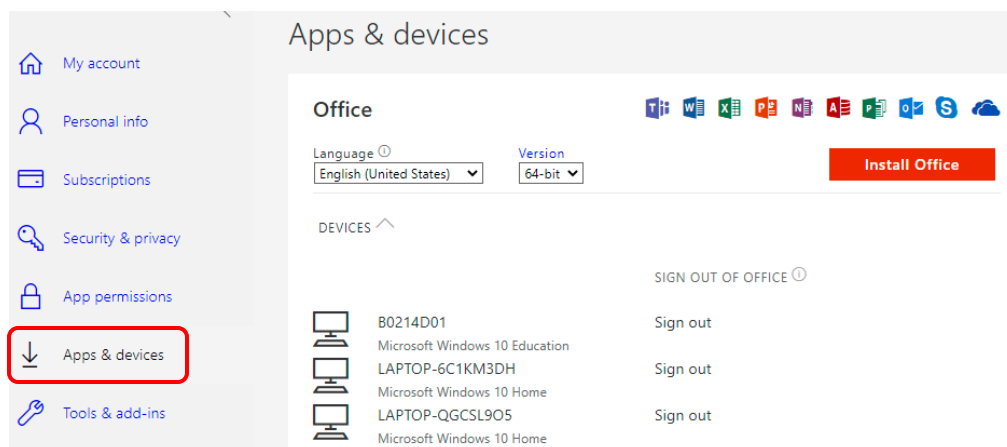 Apps & devices
My account
Personal info
Subscriptions
Security & privacy
App permissions
Apps & devices
Tools & add-ins
Office
Language
Version
English (United States)
64-bit
Install Office
DEVICES
SIGN OUT OF OFFICE
B0214D01 Sign out
Microsoft Windows 10 Education
LAPTOP-6C1KM3DH Sign out
Microsoft Windows 10 Home
LAPTOP-QGCSL9O5 Sign out
Microsoft Windows 10 Home